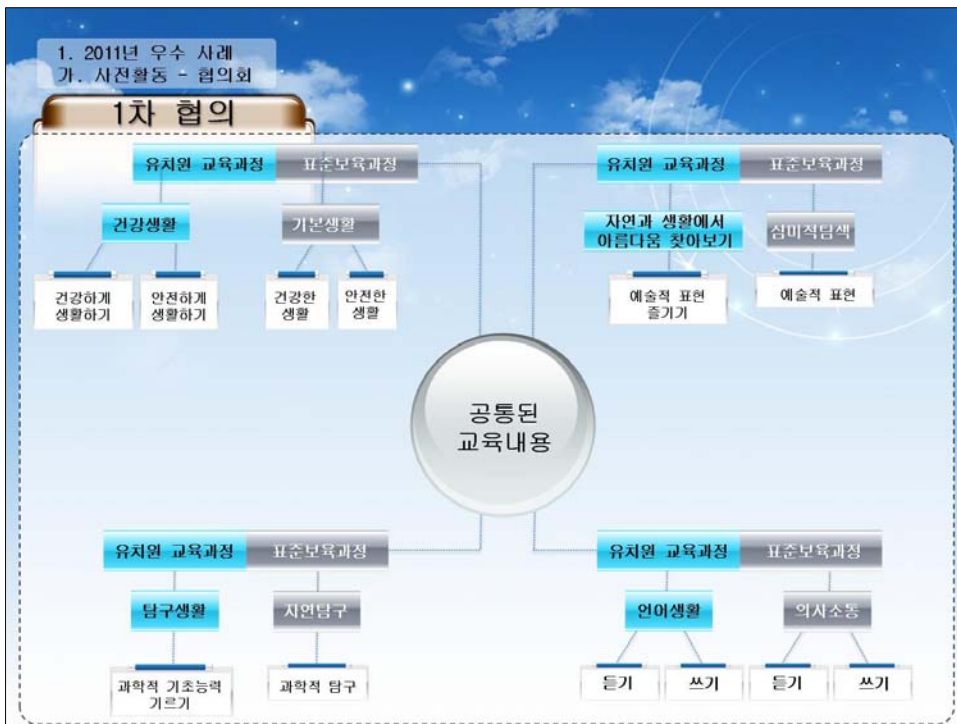 1. 2011년 우수 사례
가. 사전활동 - 협의회
1차 협의
유치원 교육과정
표준보육과정
건강생활
기본생활
건강하게
생활하기
안전하게
생활하기
건강한
생활
안전한
생활
유치원 교육과정
표준보육과정
자연과 생활에서
아름다움 찾아보기
심미적탐색
예술적 표현
즐기기
예술적 표현
공통된
교육내용
유치원 교육과정
표준보육과정
탐구생활
자연탐구
과학적 기초능력
기르기
과학적 탐구
유치원 교육과정
표준보육과정
언어생활
의사소통
듣기
쓰기
듣기
쓰기